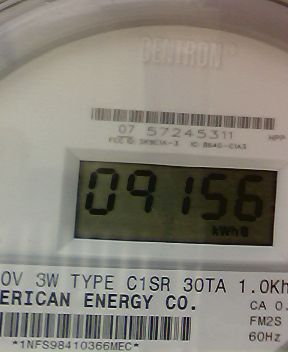 CENTRON
07 57245311
09156
kWh
0V 3W TYPE C1SR 30TA 1.0Kh
ERICAN ENERGY CO.
CA 0.
FM2S
60Hz
*1NFS98410366MEC*